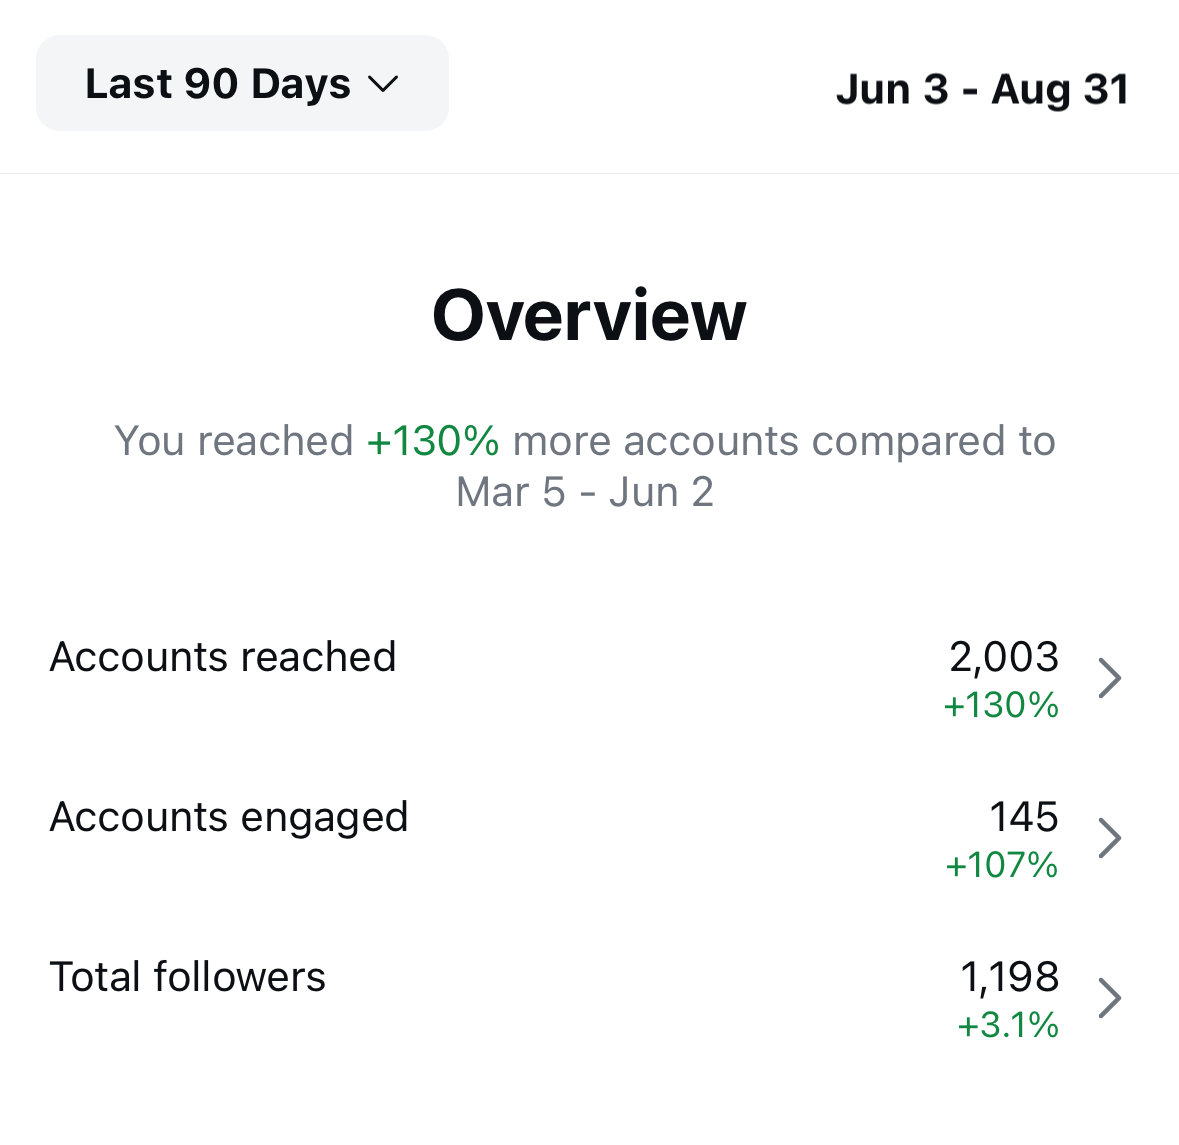 Last 90 Days
Jun 3 - Aug 31
Overview
You reached +130% more accounts compared to
Mar 5 - Jun 2
Accounts reached
2,003
+130%
Accounts engaged
145
+107%
Total followers
1,198
+3.1%